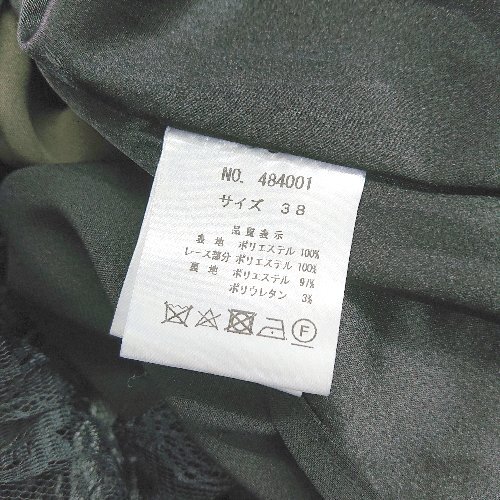 NO. 484001
サイズ 38
品質表示
表地 ポリエステル 100%
レース部分 ポリエステル 100%
裏地 ポリエステル 97%
ポリウレタン 3%
F